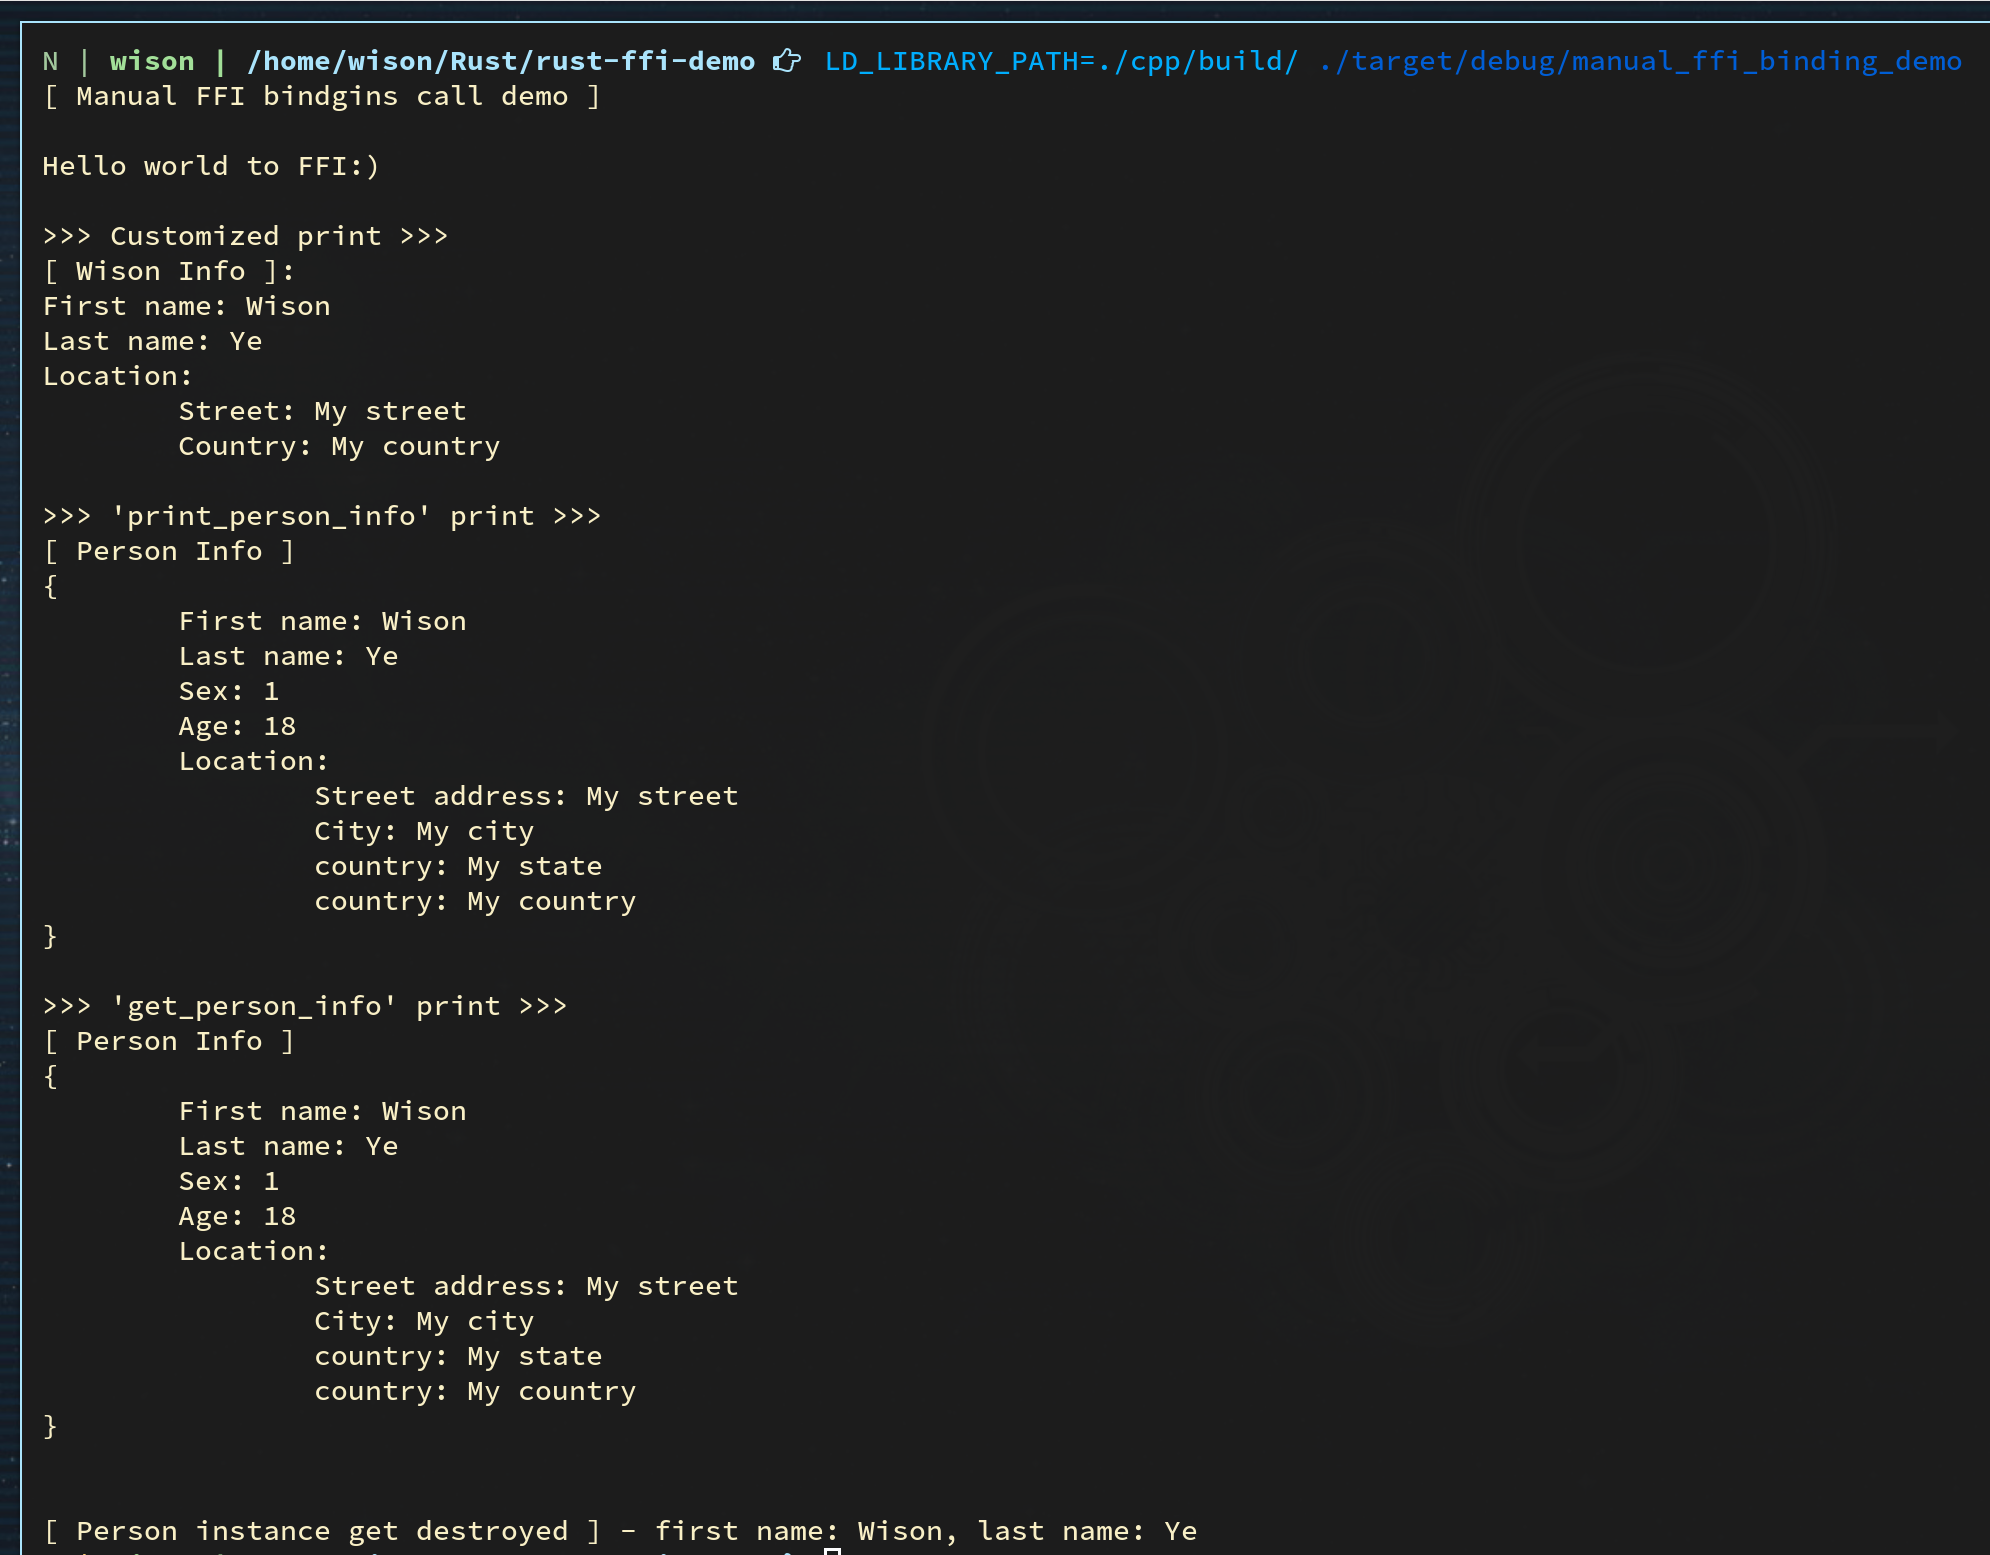 N | wison | /home/wison/Rust/rust-ffi-demo 👉 LD_LIBRARY_PATH=./cpp/build/ ./target/debug/manual_ffi_binding_demo
[ Manual FFI bindgins call demo ]
Hello world to FFI:)
>>> Customized print >>>
[ Wison Info ]:
First name: Wison
Last name: Ye
Location:
Street: My street
Country: My country
>>> 'print_person_info' print >>>
[ Person Info ]
{
First name: Wison
Last name: Ye
Sex: 1
Age: 18
Location:
Street address: My street
City: My city
country: My state
country: My country
}
>>> 'get_person_info' print >>>
[ Person Info ]
{
First name: Wison
Last name: Ye
Sex: 1
Age: 18
Location:
Street address: My street
City: My city
country: My state
country: My country
}
[ Person instance get destroyed ] - first name: Wison, last name: Ye